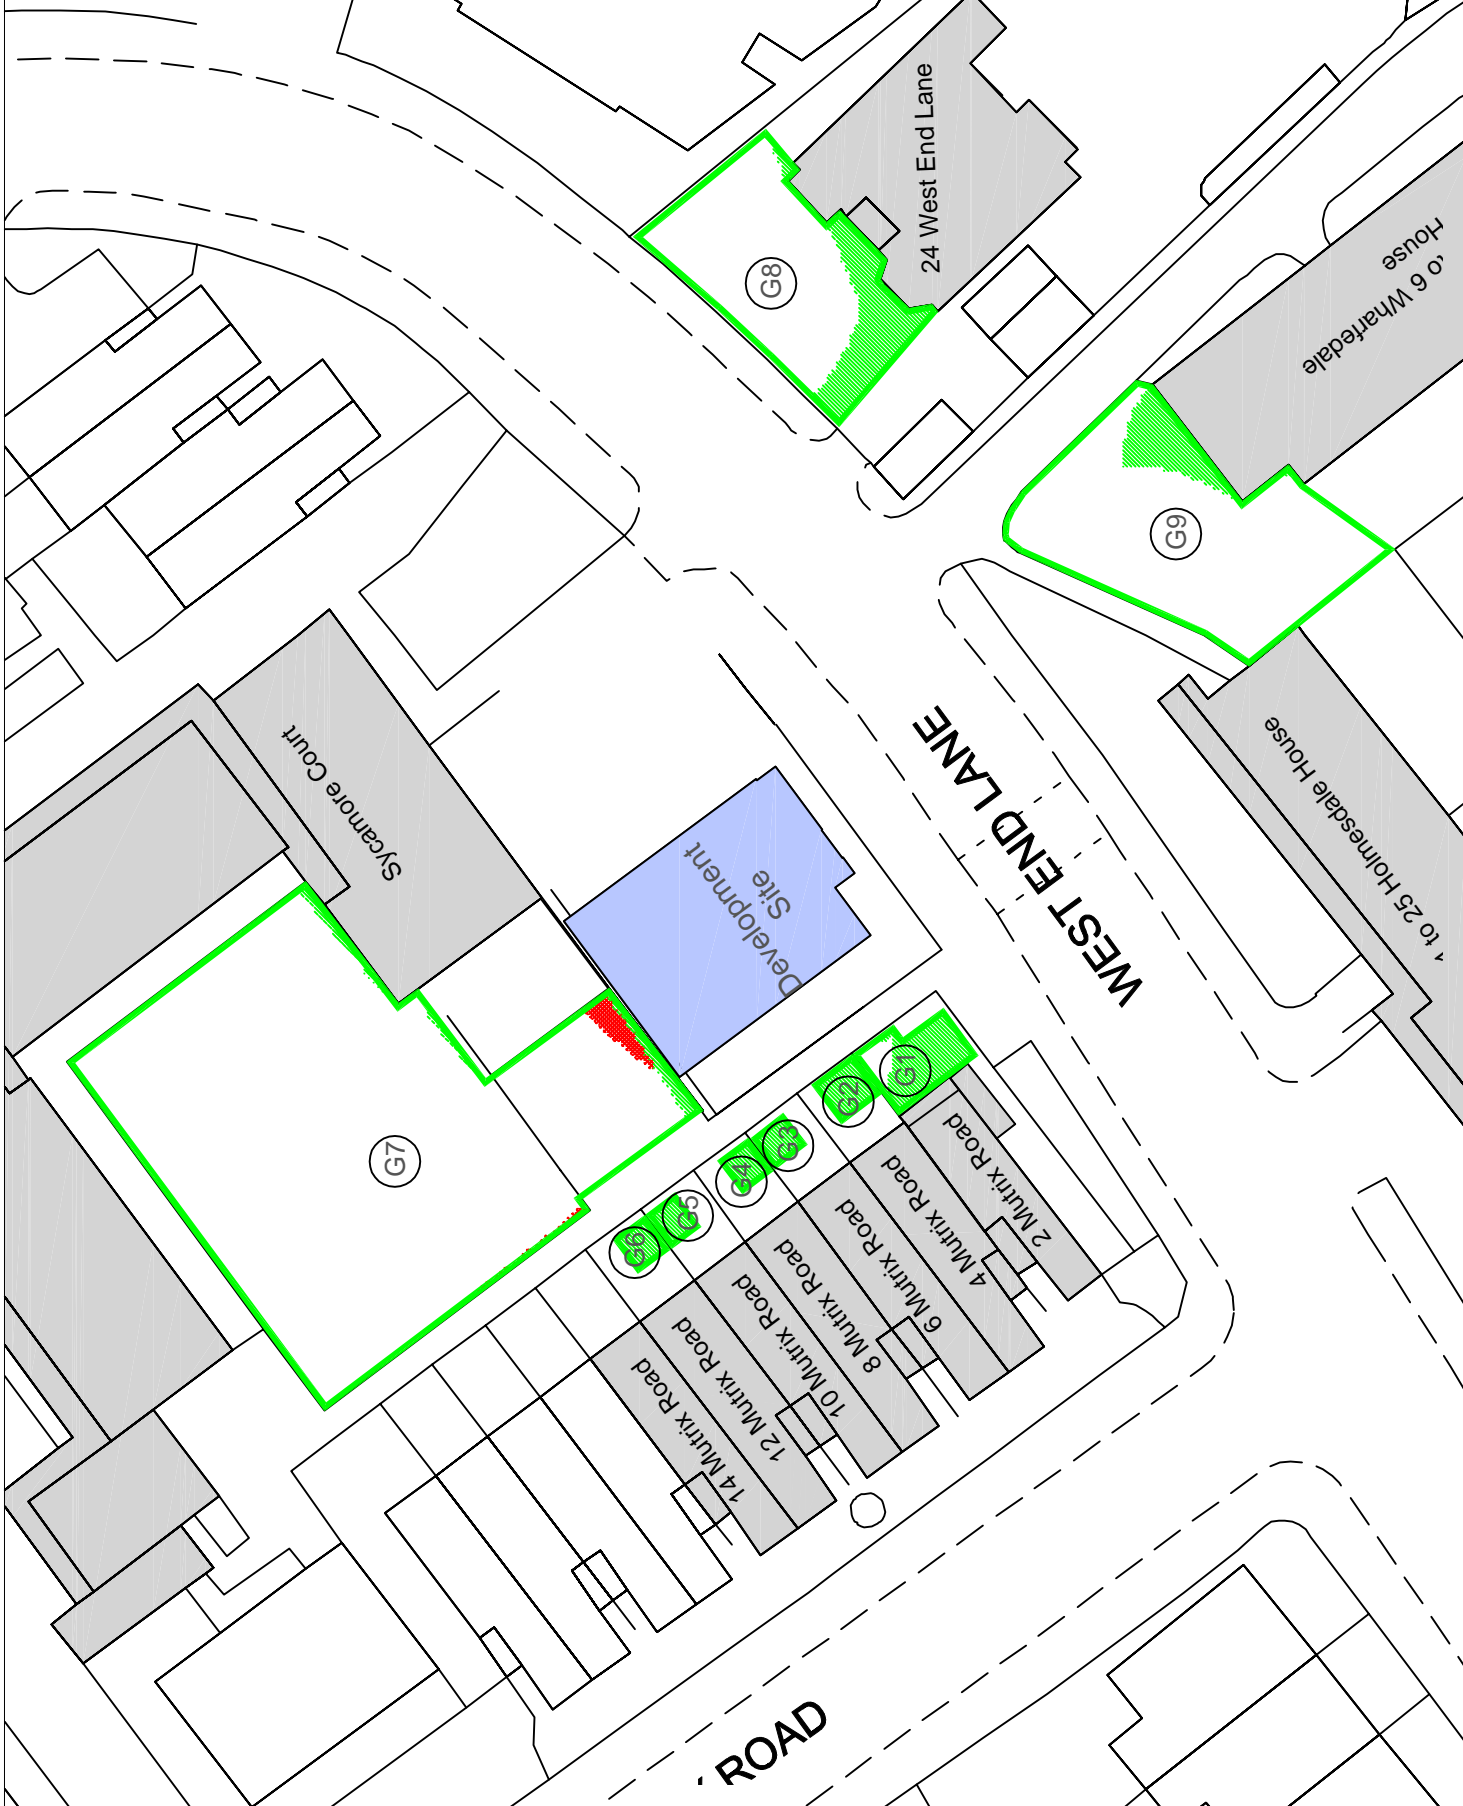 24 West End Lane
G8
6 Wharfedale
House
G9
Sycamore Court
WEST END LANE
1 to 25 Holmesdale House
Development
Site
G7
G1
G2
G3
G4
G5
G6
2 Mutrix Road
4 Mutrix Road
6 Mutrix Road
8 Mutrix Road
10 Mutrix Road
12 Mutrix Road
14 Mutrix Road
ROAD